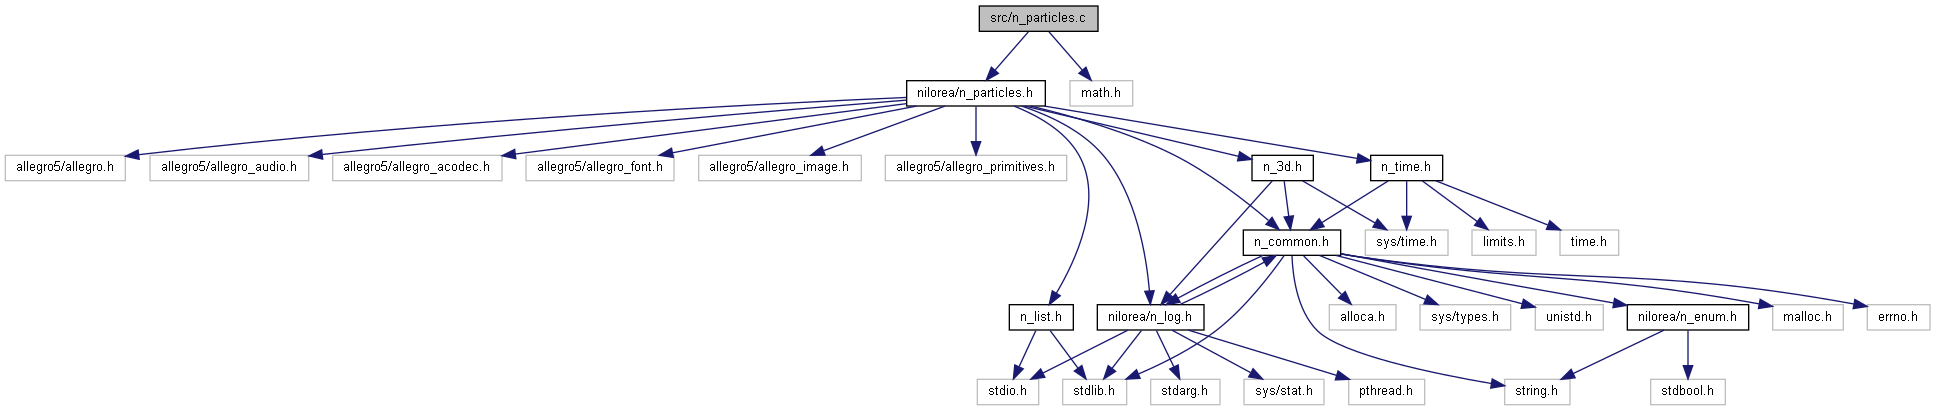 src/n_particles.c
nilorea/n_particles.h
math.h
allegro5/allegro.h
allegro5/allegro_audio.h
allegro5/allegro_acodec.h
allegro5/allegro_font.h
allegro5/allegro_image.h
allegro5/allegro_primitives.h
n_3d.h
n_time.h
n_common.h
sys/time.h
limits.h
time.h
n_list.h
nilorea/n_log.h
alloca.h
sys/types.h
unistd.h
nilorea/n_enum.h
malloc.h
errno.h
stdio.h
stdlib.h
stdarg.h
sys/stat.h
pthread.h
string.h
stdbool.h